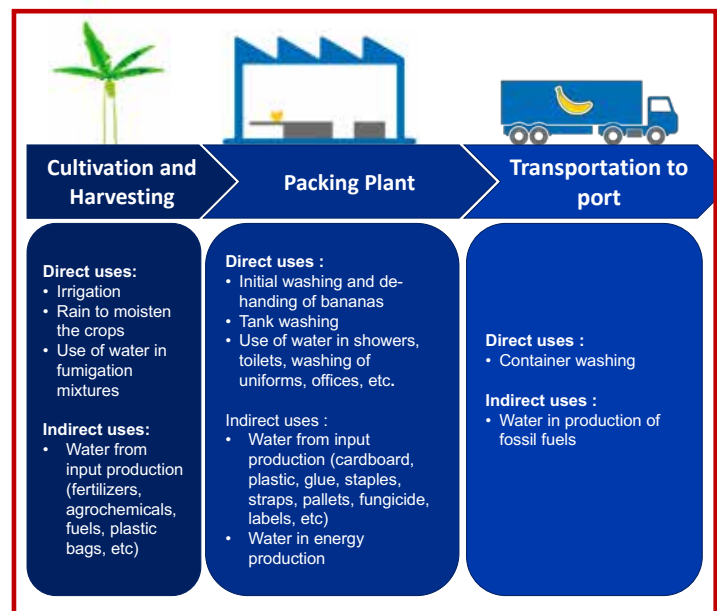 Cultivation and
Harvesting
Packing Plant
Transportation to
port
Direct uses:
• Irrigation
• Rain to moisten
the crops
• Use of water in
fumigation
mixtures
Indirect uses:
• Water from
input production
(fertilizers,
agrochemicals,
fuels, plastic
bags, etc)
Direct uses :
• Initial washing and de-
handing of bananas
• Tank washing
• Use of water in showers,
toilets, washing of
uniforms, offices, etc.
Indirect uses :
• Water from input
production (cardboard,
plastic, glue, staples,
straps, pallets, fungicide,
labels, etc)
• Water in energy
production
Direct uses :
• Container washing
Indirect uses :
• Water in production of
fossil fuels